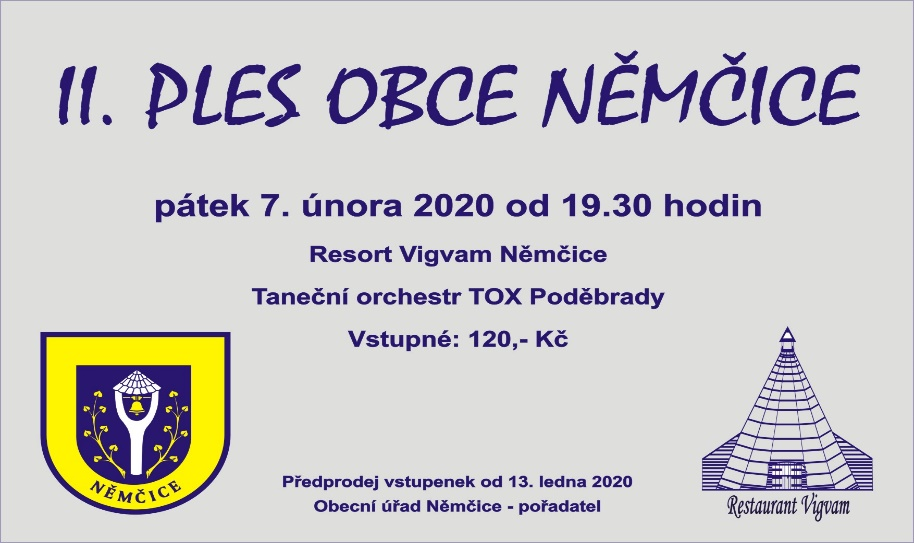 II. PLES OBCE NĚMČICE
pátek 7. února 2020 od 19.30 hodin
Resort Vigvam Němčice
Taneční orchestr TOX Poděbrady
Vstupné: 120,- Kč
NĚMČICE
Předprodej vstupenek od 13. ledna 2020
Obecní úřad Němčice - pořadatel
Restaurant Vigvam